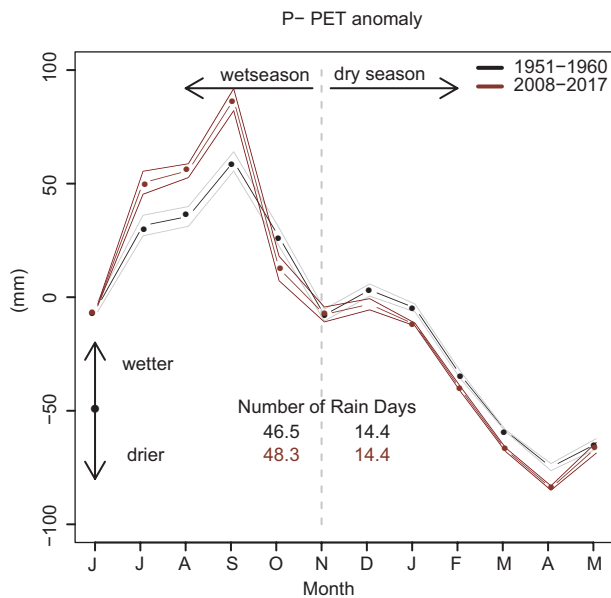 P− PET anomaly
1951−1960
2008−2017
wetseason dry season
100
50
0
−50
−100
(mm)
wetter
drier
Number of Rain Days
46.5 14.4
48.3 14.4
J J A S O N D J F M A M
Month